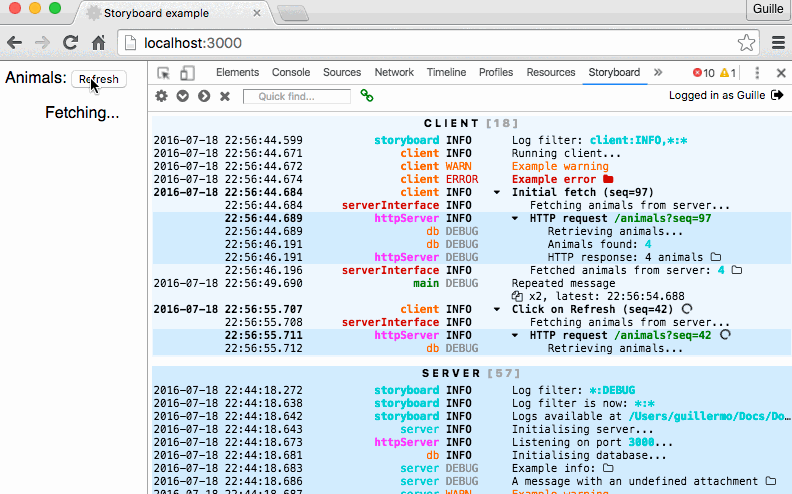 Storyboard example
Guille
localhost:3000
Animals: Refresh
Fetching...
Elements Console Sources Network Timeline Profiles Resources Storyboard » 10 1
Quick find... Logged in as Guille
CLIENT [18]
2016-07-18 22:56:44.599 storyboard INFO Log filter: client:INFO,*:*
2016-07-18 22:56:44.671 client INFO Running client...
2016-07-18 22:56:44.672 client WARN Example warning
2016-07-18 22:56:44.674 client ERROR Example error
2016-07-18 22:56:44.684 client INFO Initial fetch (seq=97)
22:56:44.684 serverInterface INFO Fetching animals from server...
22:56:44.689 httpServer INFO HTTP request /animals?seq=97
22:56:44.689 db DEBUG Retrieving animals...
22:56:46.191 db DEBUG Animals found: 4
22:56:46.191 httpServer DEBUG HTTP response: 4 animals
22:56:46.196 serverInterface INFO Fetched animals from server: 4
2016-07-18 22:56:49.690 main DEBUG Repeated message
x2, latest: 22:56:54.688
2016-07-18 22:56:55.707 client INFO Click on Refresh (seq=42)
22:56:55.708 serverInterface INFO Fetching animals from server...
22:56:55.711 httpServer INFO HTTP request /animals?seq=42
22:56:55.712 db DEBUG Retrieving animals...
SERVER [57]
2016-07-18 22:44:18.272 storyboard INFO Log filter: *:DEBUG
2016-07-18 22:44:18.638 storyboard INFO Log filter is now: *:*
2016-07-18 22:44:18.642 storyboard INFO Logs available at /Users/guillermo/Docs/Do…
2016-07-18 22:44:18.643 server INFO Initialising server...
2016-07-18 22:44:18.673 httpServer INFO Listening on port 3000...
2016-07-18 22:44:18.681 db INFO Initialising database...
2016-07-18 22:44:18.683 server DEBUG Example info:
2016-07-18 22:44:18.686 server DEBUG A message with an undefined attachment
2016-07-18 22:44:18.687 server WARN Example warning